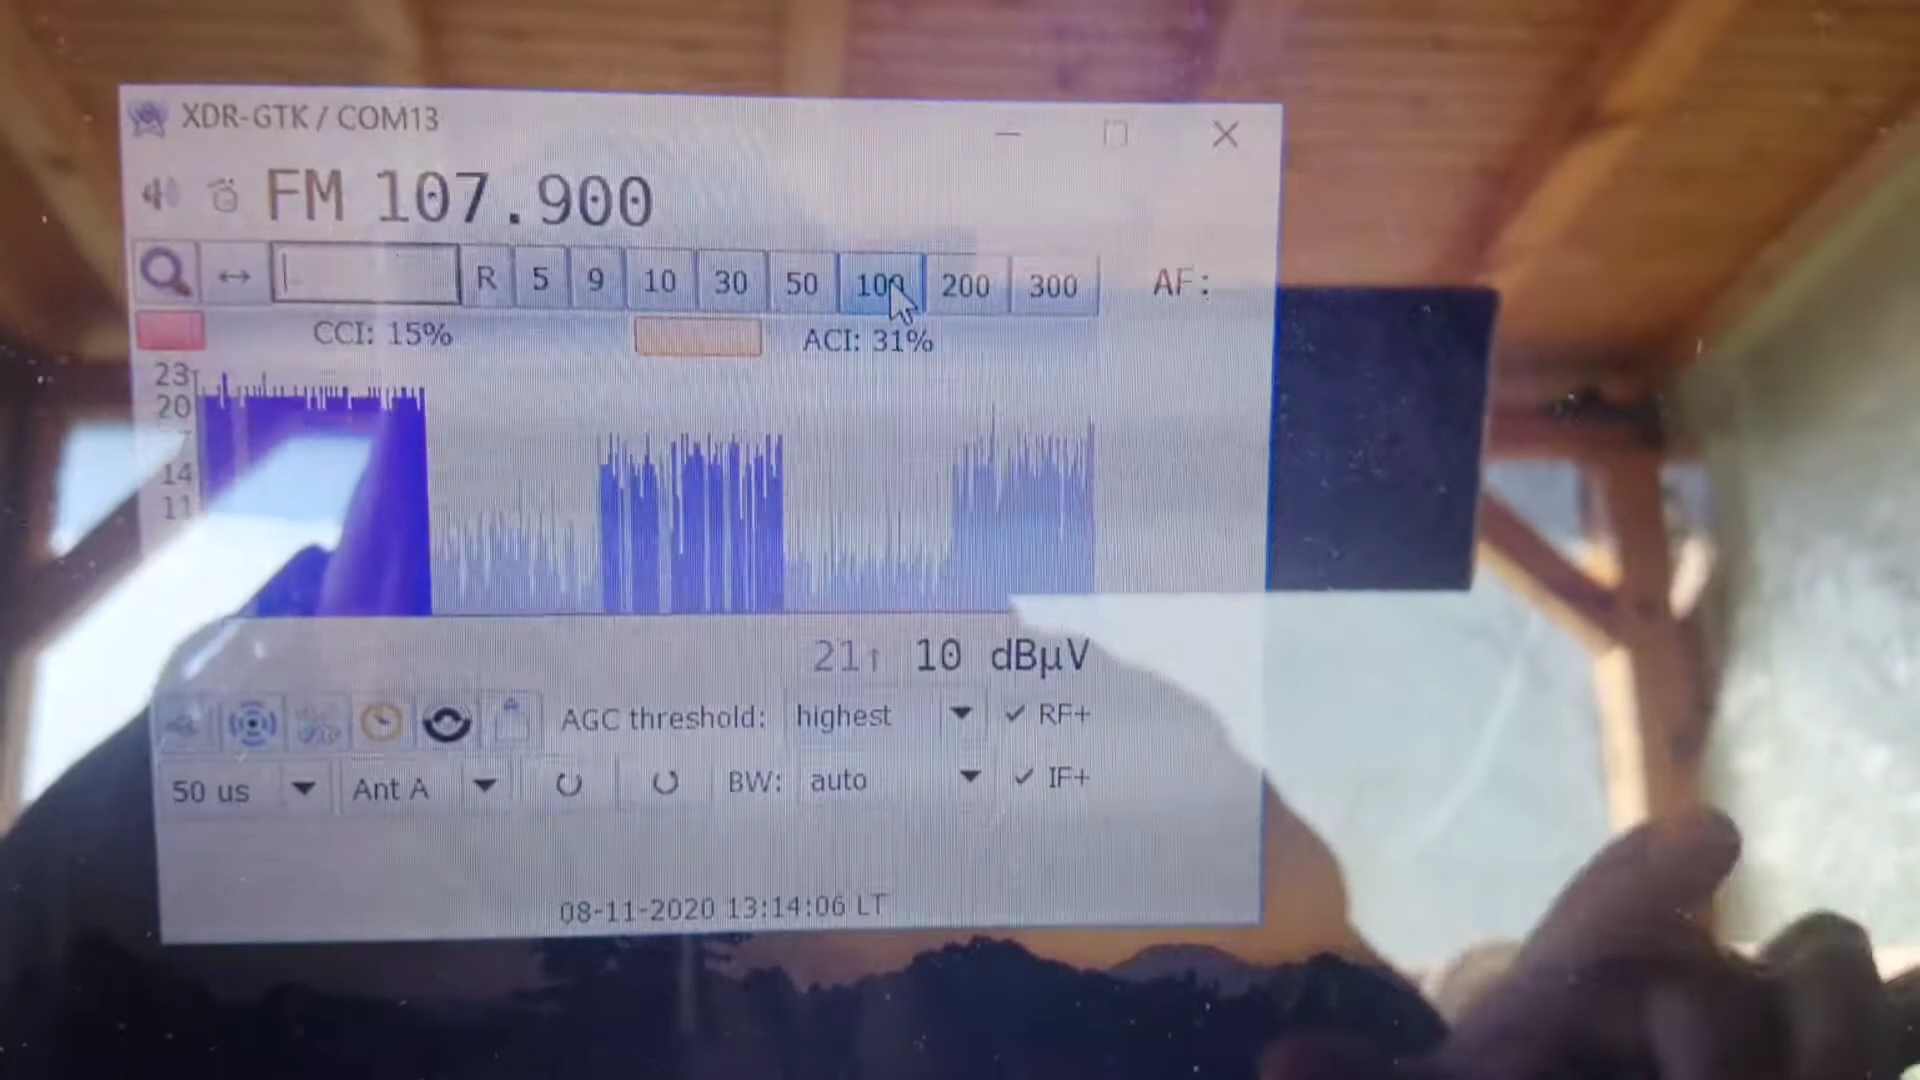 XDR-GTK / COM13
FM 107.900
R 5 9 10 30 50 100 200 300 AF:
CCI: 15% ACI: 31%
23
20
14
11
21↑ 10 dBµV
AGC threshold: highest ✓ RF+
50 us Ant A BW: auto ✓ IF+
08-11-2020 13:14:06 LT